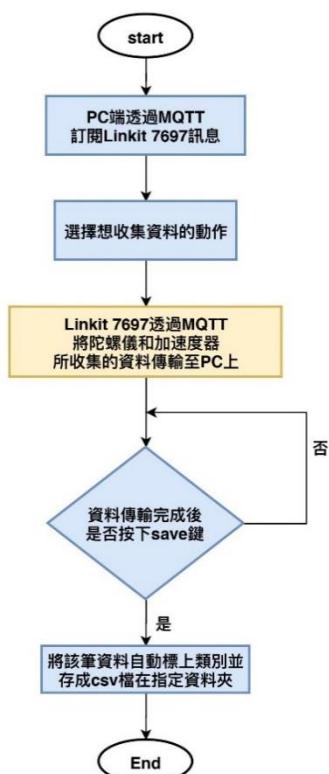 start
PC端透過MQTT
訂閱Linkit 7697訊息
選擇想收集資料的動作
Linkit 7697透過MQTT
將陀螺儀和加速度器
所收集的資料傳輸至PC上
否
資料傳輸完成後
是否按下save鍵
是
將該筆資料自動標上類別並
存成csv檔在指定資料夾
End